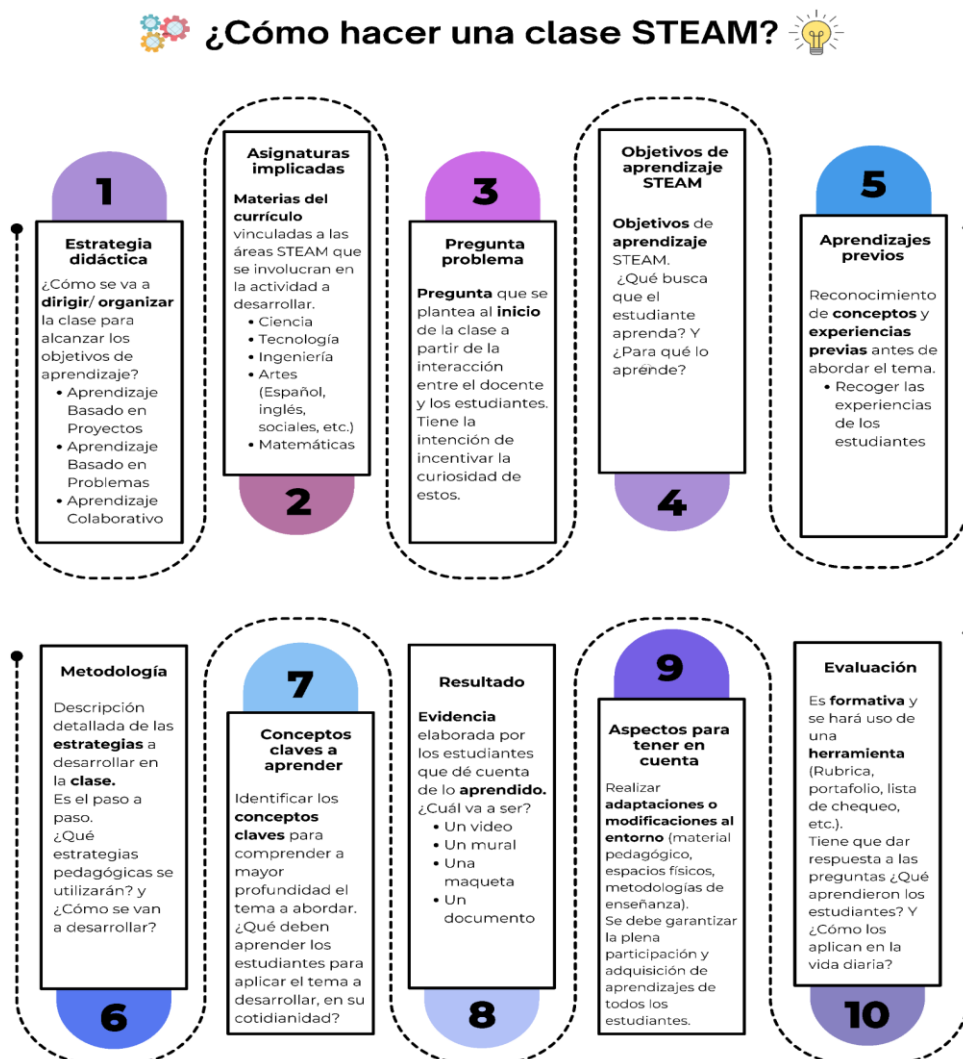 ¿Cómo hacer una clase STEAM?
1
Estrategia
didáctica
¿Cómo se va a
dirigir/ organizar
la clase para
alcanzar los
objetivos de
aprendizaje?
• Aprendizaje
Basado en
Proyectos
• Aprendizaje
Basado en
Problemas
• Aprendizaje
Colaborativo
Asignaturas
implicadas
Materias del
currículo
vinculadas a las
áreas STEAM que
se involucran en
la actividad a
desarrollar.
• Ciencia
• Tecnología
• Ingeniería
• Artes
(Español,
inglés,
sociales, etc.)
• Matemáticas
2
3
Pregunta
problema
Pregunta que se
plantea al inicio
de la clase a
partir de la
interacción
entre el docente
y los estudiantes.
Tiene la
intención de
incentivar la
curiosidad de
estos.
Objetivos de
aprendizaje
STEAM
Objetivos de
aprendizaje
STEAM.
¿Qué busca
que el
estudiante
aprenda? Y
¿Para qué lo
aprende?
4
5
Aprendizajes
previos
Reconocimiento
de conceptos y
experiencias
previas antes de
abordar el tema.
• Recoger las
experiencias
de los
estudiantes
Metodología
Descripción
detallada de las
estrategias a
desarrollar en
la clase.
Es el paso a
paso.
¿Qué
estrategias
pedagógicas se
utilizarán? y
¿Cómo se van
a desarrollar?
6
7
Conceptos
claves a
aprender
Identificar los
conceptos
claves para
comprender a
mayor
profundidad el
tema a abordar.
¿Qué deben
aprender los
estudiantes para
aplicar el tema a
desarrollar, en su
cotidianidad?
Resultado
Evidencia
elaborada por
los estudiantes
que dé cuenta
de lo aprendido.
¿Cuál va a ser?
• Un video
• Un mural
• Una
maqueta
• Un
documento
8
9
Aspectos para
tener en
cuenta
Realizar
adaptaciones o
modificaciones al
entorno (material
pedagógico,
espacios físicos,
metodologías de
enseñanza).
Se debe garantizar
la plena
participación y
adquisición de
aprendizajes de
todos los
estudiantes.
Evaluación
Es formativa y
se hará uso de
una
herramienta
(Rubrica,
portafolio, lista
de chequeo,
etc.).
Tiene que dar
respuesta a las
preguntas ¿Qué
aprendieron los
estudiantes? Y
¿Cómo los
aplican en la
vida diaria?
10